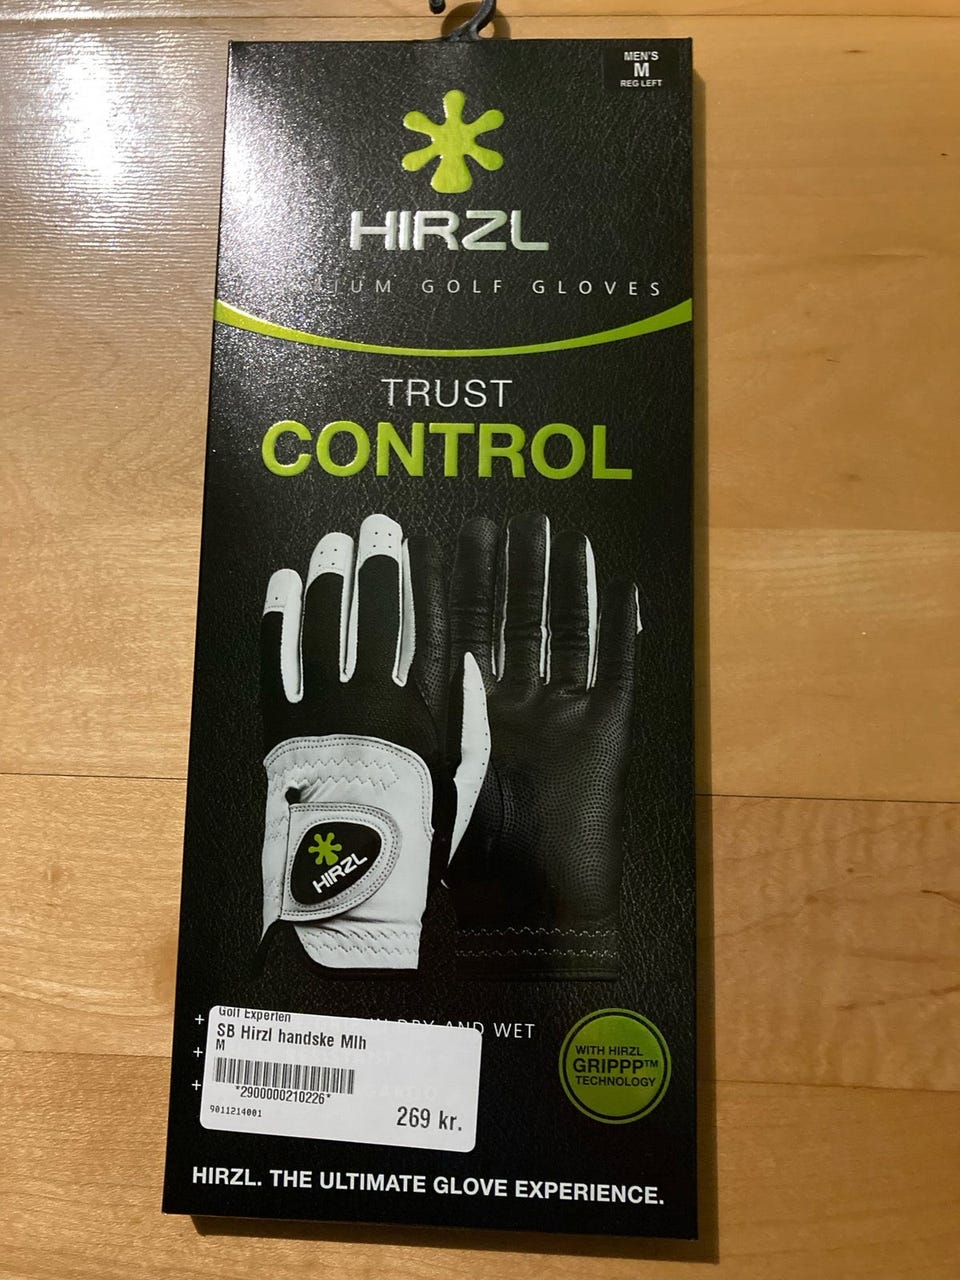 MEN'S
M
REG LEFT
HIRZL
GOLF GLOVES
TRUST
CONTROL
HIRZL
Golf Experten
SB Hirzl handske Mlh
M
*2900000210226*
9011214001
269 kr.
+
DRY AND WET
+
+
WITH HIRZL
GRIPPP™
TECHNOLOGY
HIRZL. THE ULTIMATE GLOVE EXPERIENCE.